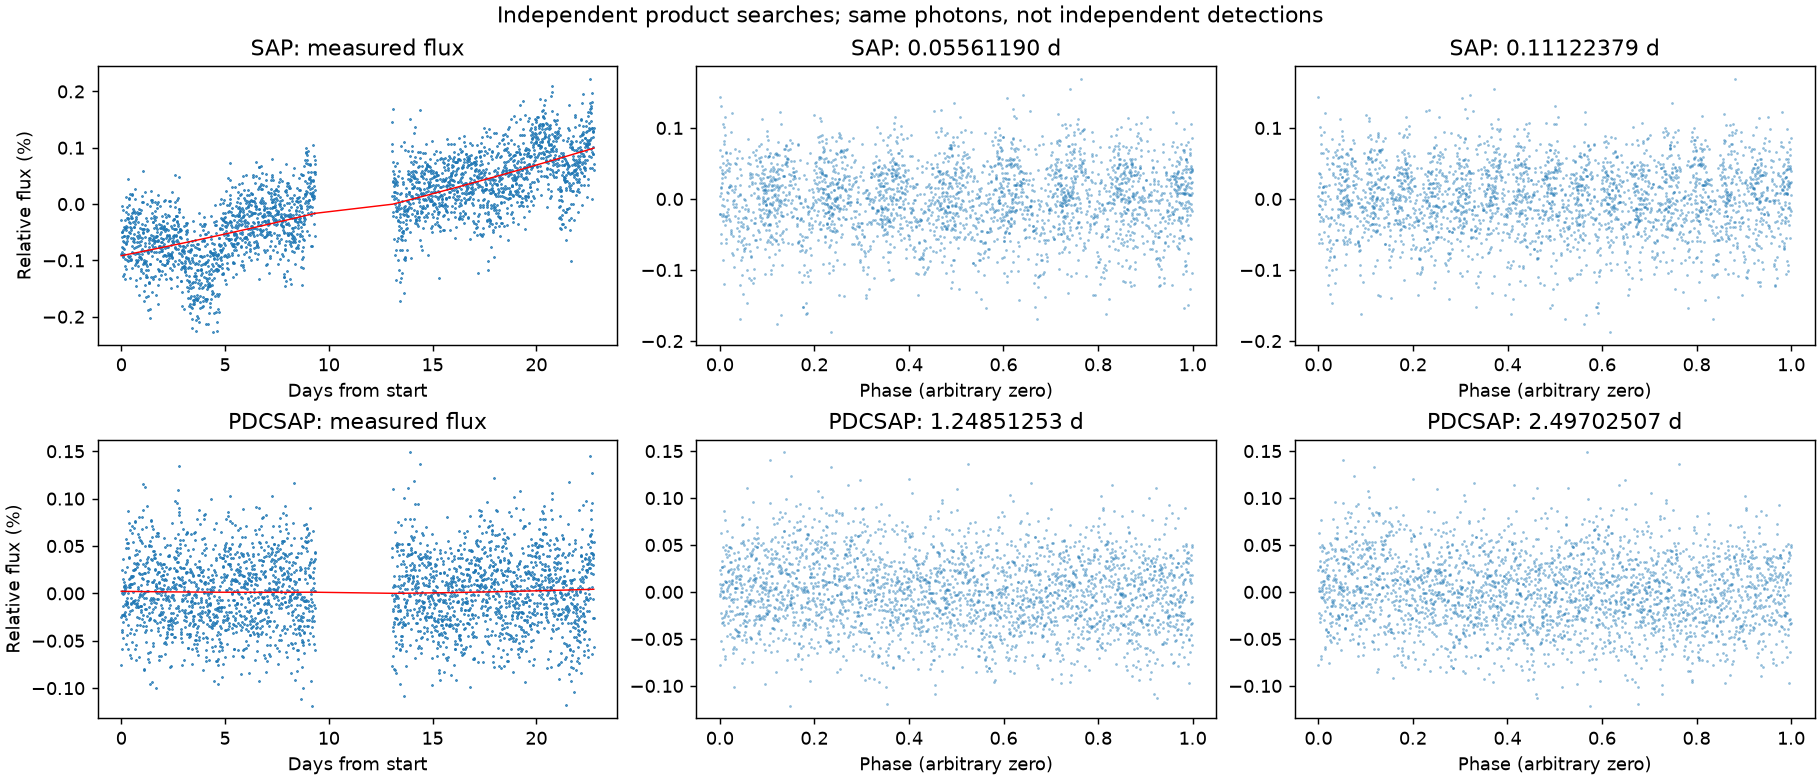 Independent product searches; same photons, not independent detections
SAP: measured flux
SAP: 0.05561190 d
SAP: 0.11122379 d
Relative flux (%)
0.2
0.1
0.0
−0.1
−0.2
0.1
0.0
−0.1
−0.2
0.1
0.0
−0.1
−0.2
0 5 10 15 20
0.0 0.2 0.4 0.6 0.8 1.0
0.0 0.2 0.4 0.6 0.8 1.0
Days from start
Phase (arbitrary zero)
Phase (arbitrary zero)
PDCSAP: measured flux
PDCSAP: 1.24851253 d
PDCSAP: 2.49702507 d
Relative flux (%)
0.15
0.10
0.05
0.00
−0.05
−0.10
0.15
0.10
0.05
0.00
−0.05
−0.10
0.15
0.10
0.05
0.00
−0.05
−0.10
0 5 10 15 20
0.0 0.2 0.4 0.6 0.8 1.0
0.0 0.2 0.4 0.6 0.8 1.0
Days from start
Phase (arbitrary zero)
Phase (arbitrary zero)